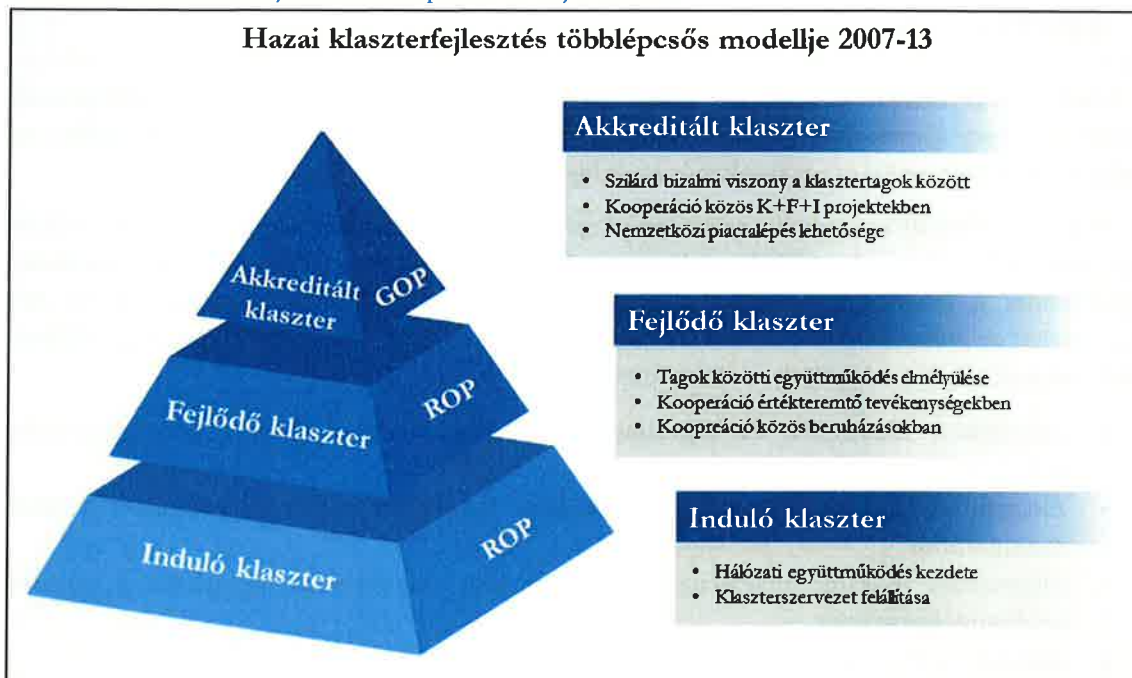 Hazai klaszterfejlesztés többlépcsős modellje 2007-13
Akkreditált klaszter
• Szilárd bizalmi viszony a klasztertagok között
• Kooperáció közös K+F+I projektekben
• Nemzetközi piacralépés lehetősége
Akkreditált
klaszter
GOP
Fejlődő klaszter
• Tagok közötti együttműködés elmélyülése
• Kooperáció értékteremtő tevékenységekben
• Koopreáció közös beruházásokban
Fejlődő klaszter
ROP
Induló klaszter
• Hálózati együttműködés kezdete
• Klaszterszervezet felállítása
Induló klaszter
ROP